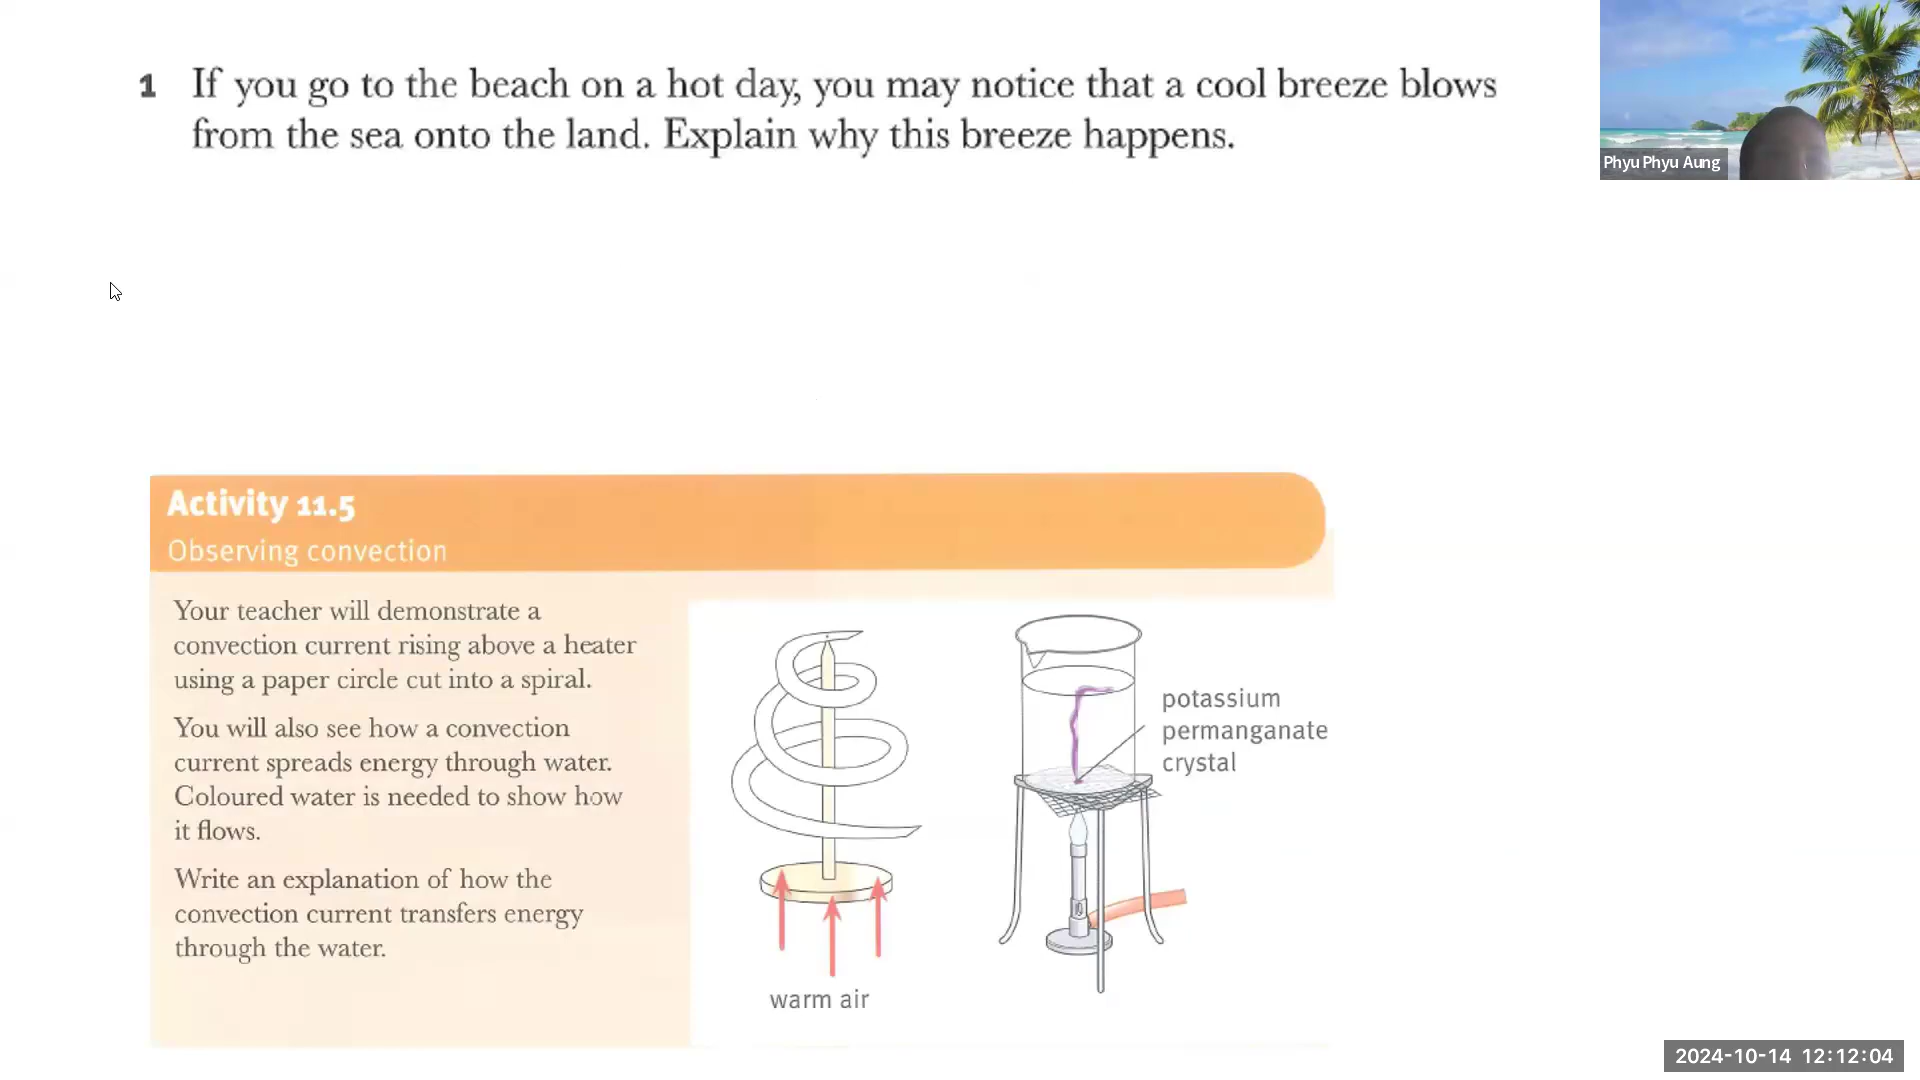 1 If you go to the beach on a hot day, you may notice that a cool breeze blows
from the sea onto the land. Explain why this breeze happens.
Phyu Phyu Aung
Activity 11.5
Observing convection
Your teacher will demonstrate a
convection current rising above a heater
using a paper circle cut into a spiral.
You will also see how a convection
current spreads energy through water.
Coloured water is needed to show how
it flows.
Write an explanation of how the
convection current transfers energy
through the water.
warm air
potassium
permanganate
crystal
2024-10-14 12:12:04